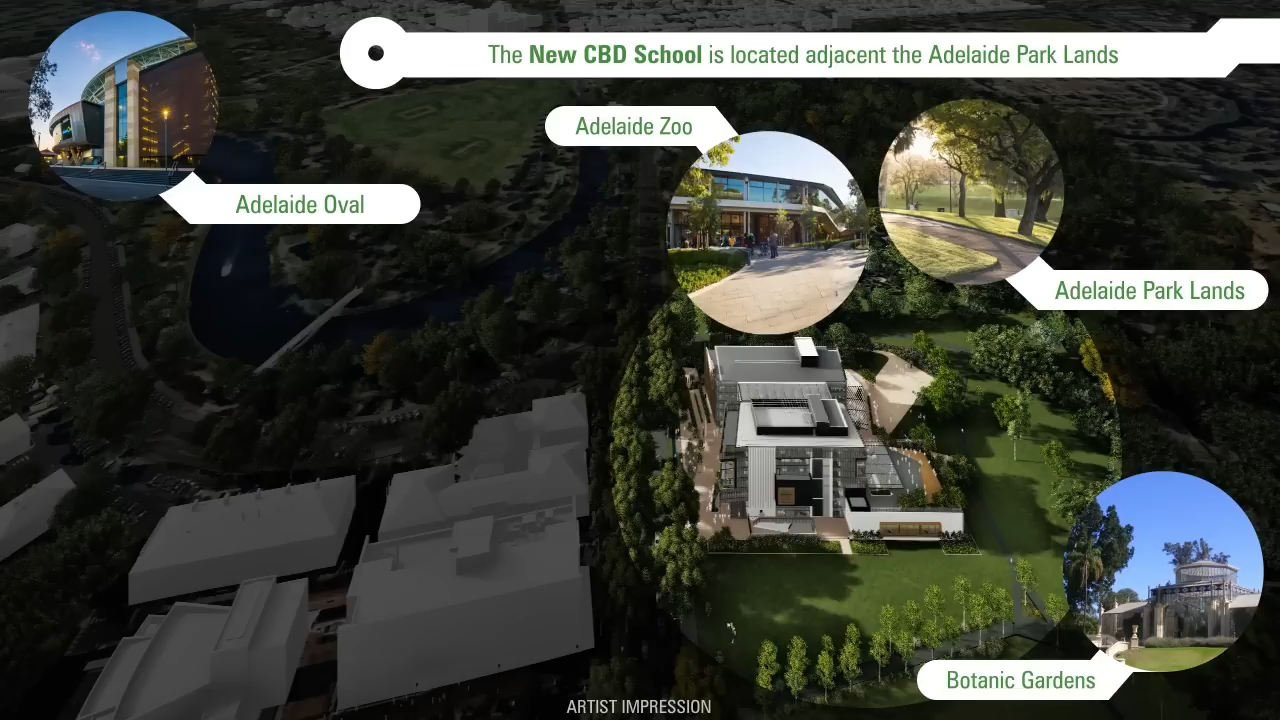 The New CBD School is located adjacent the Adelaide Park Lands
Adelaide Zoo
Adelaide Oval
Adelaide Park Lands
Botanic Gardens
ARTIST IMPRESSION